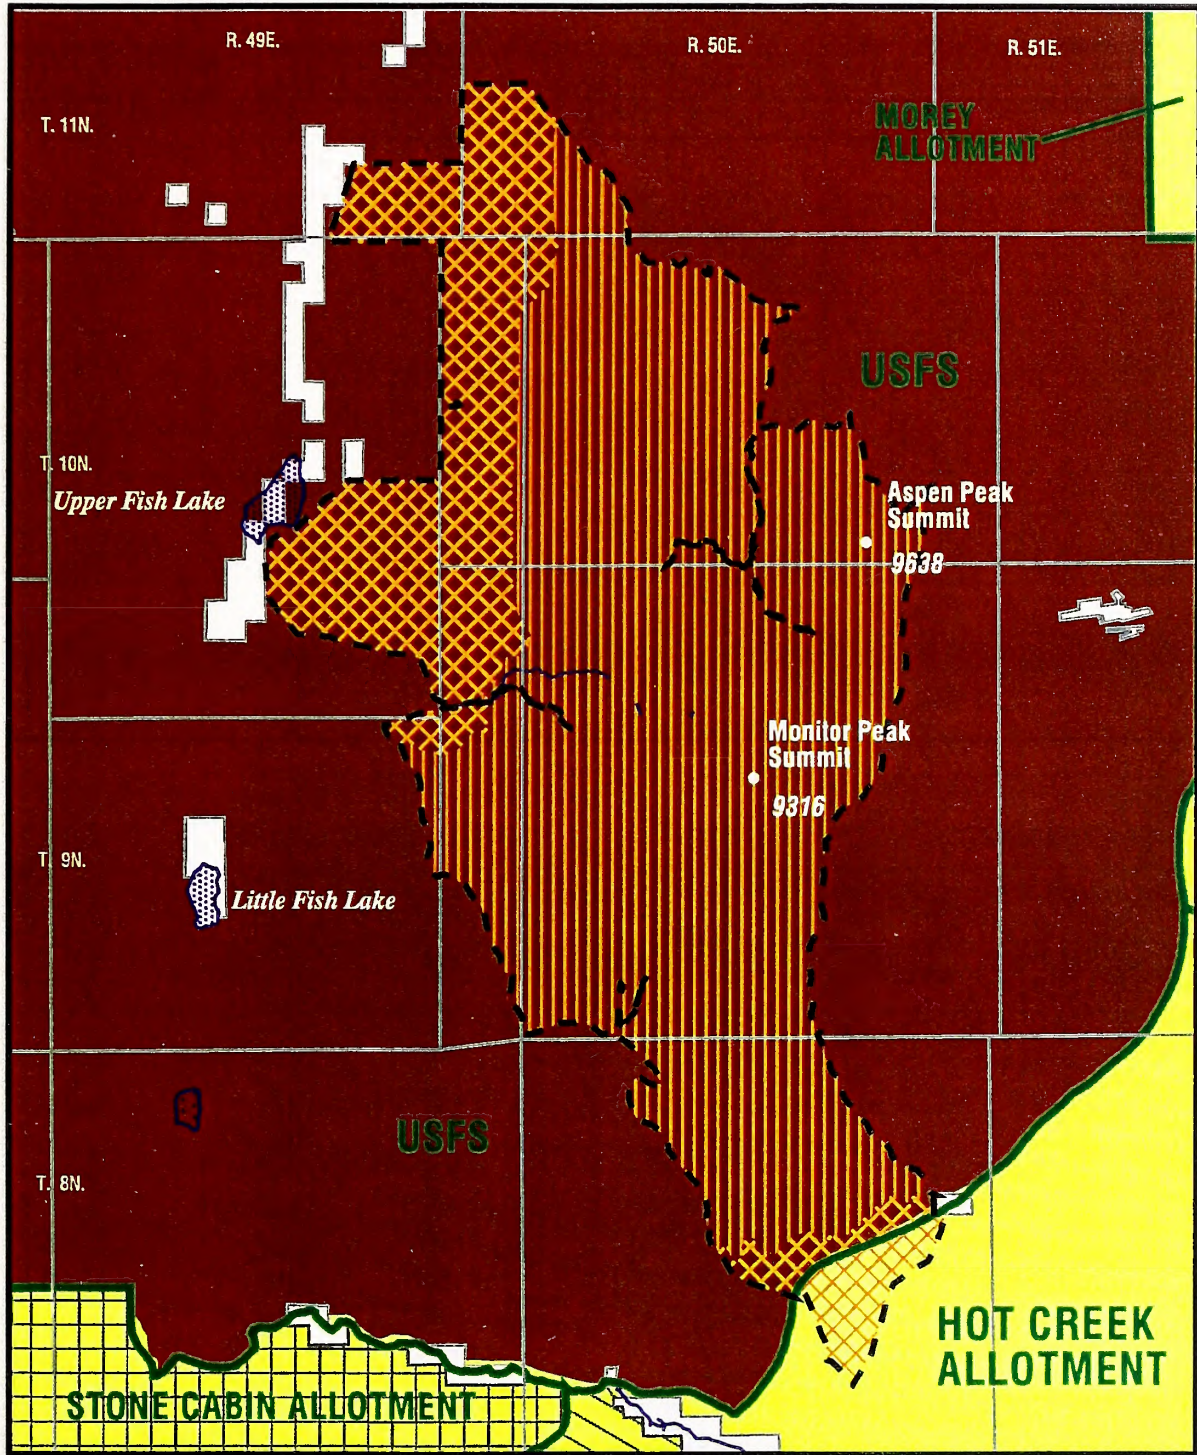 R. 49E.
R. 50E.
R. 51E.
T. 11N.
MOREY
ALLOTMENT
USFS
T. 10N.
Upper Fish Lake
Aspen Peak
Summit
9638
Monitor Peak
Summit
9316
T. 9N.
Little Fish Lake
USFS
T. 8N.
HOT CREEK
ALLOTMENT
STONE CABIN ALLOTMENT